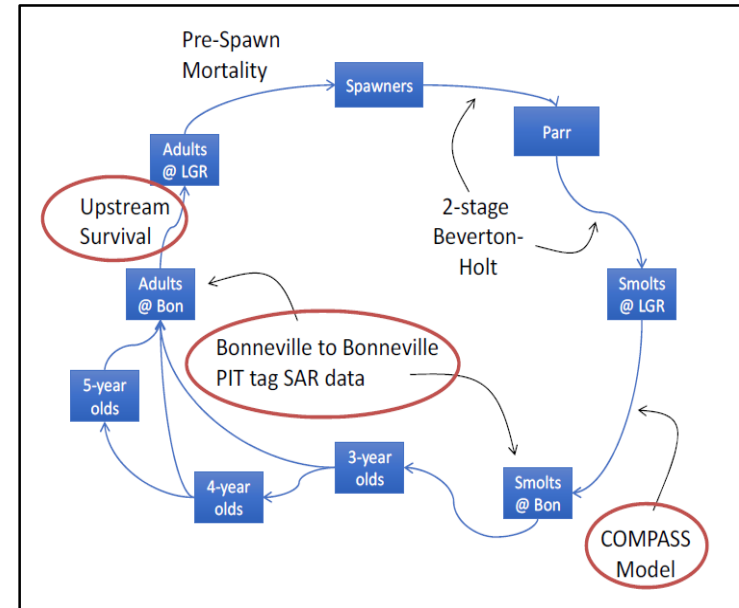 Pre-Spawn
Mortality
Spawners
Parr
Adults
@ LGR
Upstream
Survival
2-stage
Beverton-
Holt
Adults
@ Bon
Smolts
@ LGR
Bonneville to Bonneville
PIT tag SAR data
5-year
olds
3-year
olds
4-year
olds
Smolts
@ Bon
COMPASS
Model